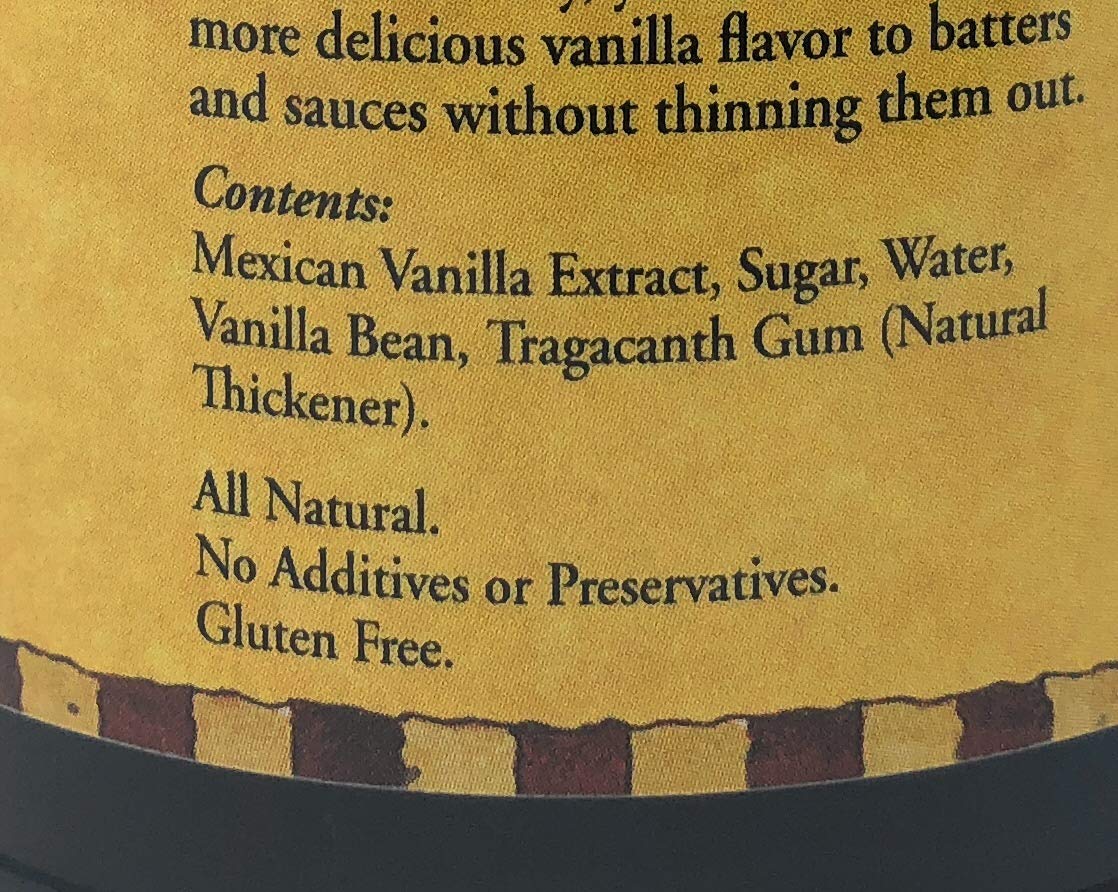 more delicious vanilla flavor to batters
and sauces without thinning them out.
Contents:
Mexican Vanilla Extract, Sugar, Water,
Vanilla Bean, Tragacanth Gum (Natural
Thickener).
All Natural.
No Additives or Preservatives.
Gluten Free.